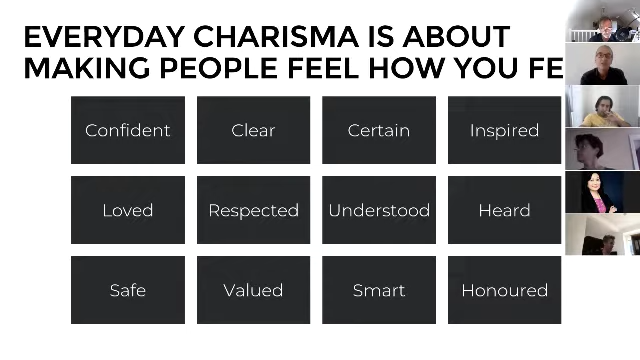 EVERYDAY CHARISMA IS ABOUT
MAKING PEOPLE FEEL HOW YOU FE
Confident Clear Certain Inspired
Loved Respected Understood Heard
Safe Valued Smart Honoured